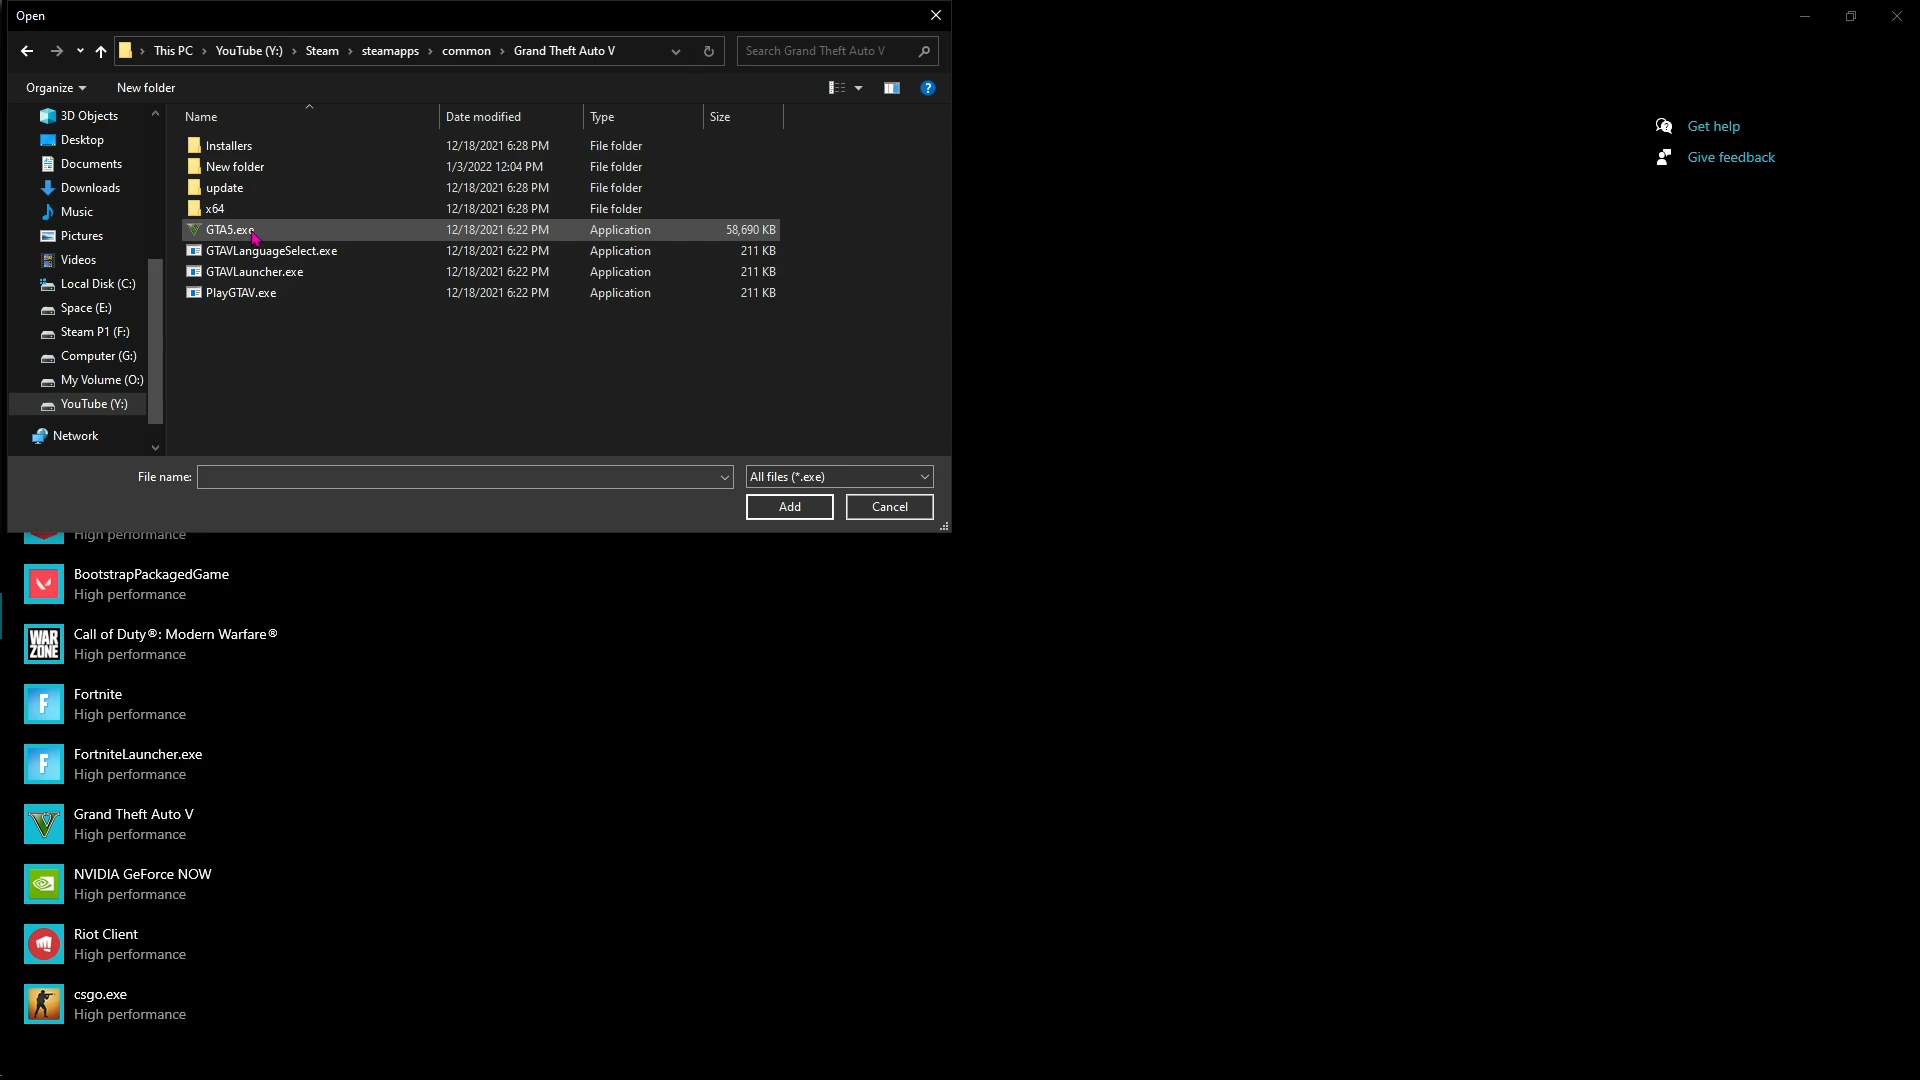 Open
This PC > YouTube (Y:) > Steam > steamapps > common > Grand Theft Auto V
Search Grand Theft Auto V
Organize
New folder
Name
Date modified
Type
Size
3D Objects
Desktop
Documents
Downloads
Music
Pictures
Videos
Local Disk (C:)
Space (E:)
Steam P1 (F:)
Computer (G:)
My Volume (O:)
YouTube (Y:)
Network
Installers 12/18/2021 6:28 PM File folder
New folder 1/3/2022 12:04 PM File folder
update 12/18/2021 6:28 PM File folder
x64 12/18/2021 6:28 PM File folder
GTA5.exe 12/18/2021 6:22 PM Application 58,690 KB
GTAVLanguageSelect.exe 12/18/2021 6:22 PM Application 211 KB
GTAVLauncher.exe 12/18/2021 6:22 PM Application 211 KB
PlayGTAV.exe 12/18/2021 6:22 PM Application 211 KB
File name:
All files (*.exe)
Add
Cancel
Get help
Give feedback
High performance
BootstrapPackagedGame
High performance
WAR
ZONE
Call of Duty®: Modern Warfare®
High performance
F
Fortnite
High performance
F
FortniteLauncher.exe
High performance
V
Grand Theft Auto V
High performance
NVIDIA GeForce NOW
High performance
Riot Client
High performance
csgo.exe
High performance